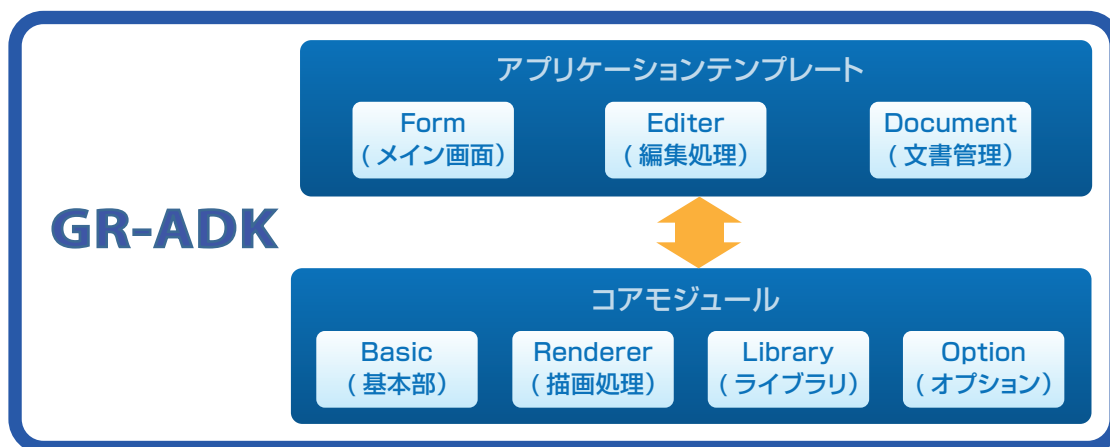 アプリケーションテンプレート
Form
( メイン画面 )
Editer
( 編集処理 )
Document
( 文書管理 )
GR-ADK
コアモジュール
Basic
( 基本部 )
Renderer
( 描画処理 )
Library
( ライブラリ )
Option
( オプション )